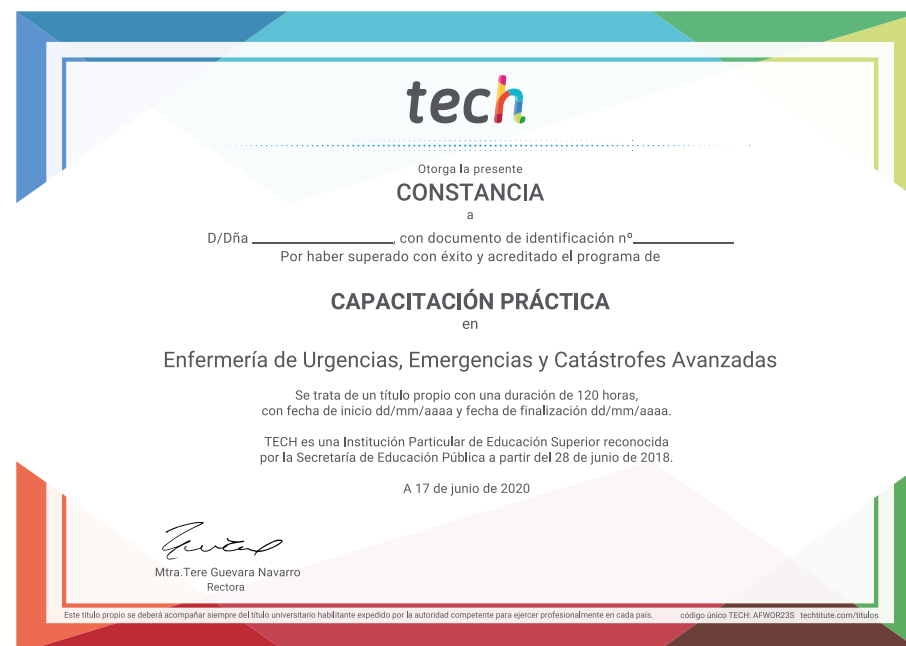 tech
Otorga la presente
CONSTANCIA
a
D/Dña ____________________, con documento de identificación nº______________
Por haber superado con éxito y acreditado el programa de
CAPACITACIÓN PRÁCTICA
en
Enfermería de Urgencias, Emergencias y Catástrofes Avanzadas
Se trata de un título propio con una duración de 120 horas,
con fecha de inicio dd/mm/aaaa y fecha de finalización dd/mm/aaaa.
TECH es una Institución Particular de Educación Superior reconocida
por la Secretaría de Educación Pública a partir del 28 de junio de 2018.
A 17 de junio de 2020
Mtra.Tere Guevara Navarro
Rectora
Este título propio se deberá acompañar siempre del título universitario habilitante expedido por la autoridad competente para ejercer profesionalmente en cada país. código único TECH: AFWOR23S techtitute.com/titulos